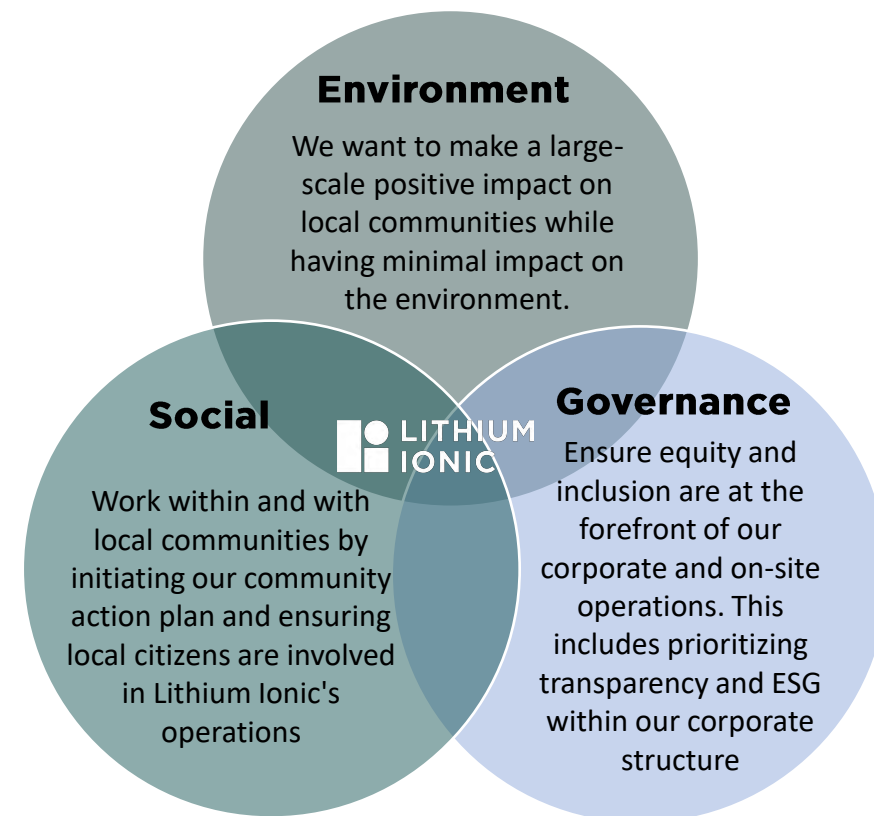 Environment
We want to make a large-
scale positive impact on
local communities while
having minimal impact on
the environment.
Social
Work within and with
local communities by
initiating our community
action plan and ensuring
local citizens are involved
in Lithium Ionic's
operations
LITHIUM
IONIC
Governance
Ensure equity and
inclusion are at the
forefront of our
corporate and on-site
operations. This
includes prioritizing
transparency and ESG
within our corporate
structure